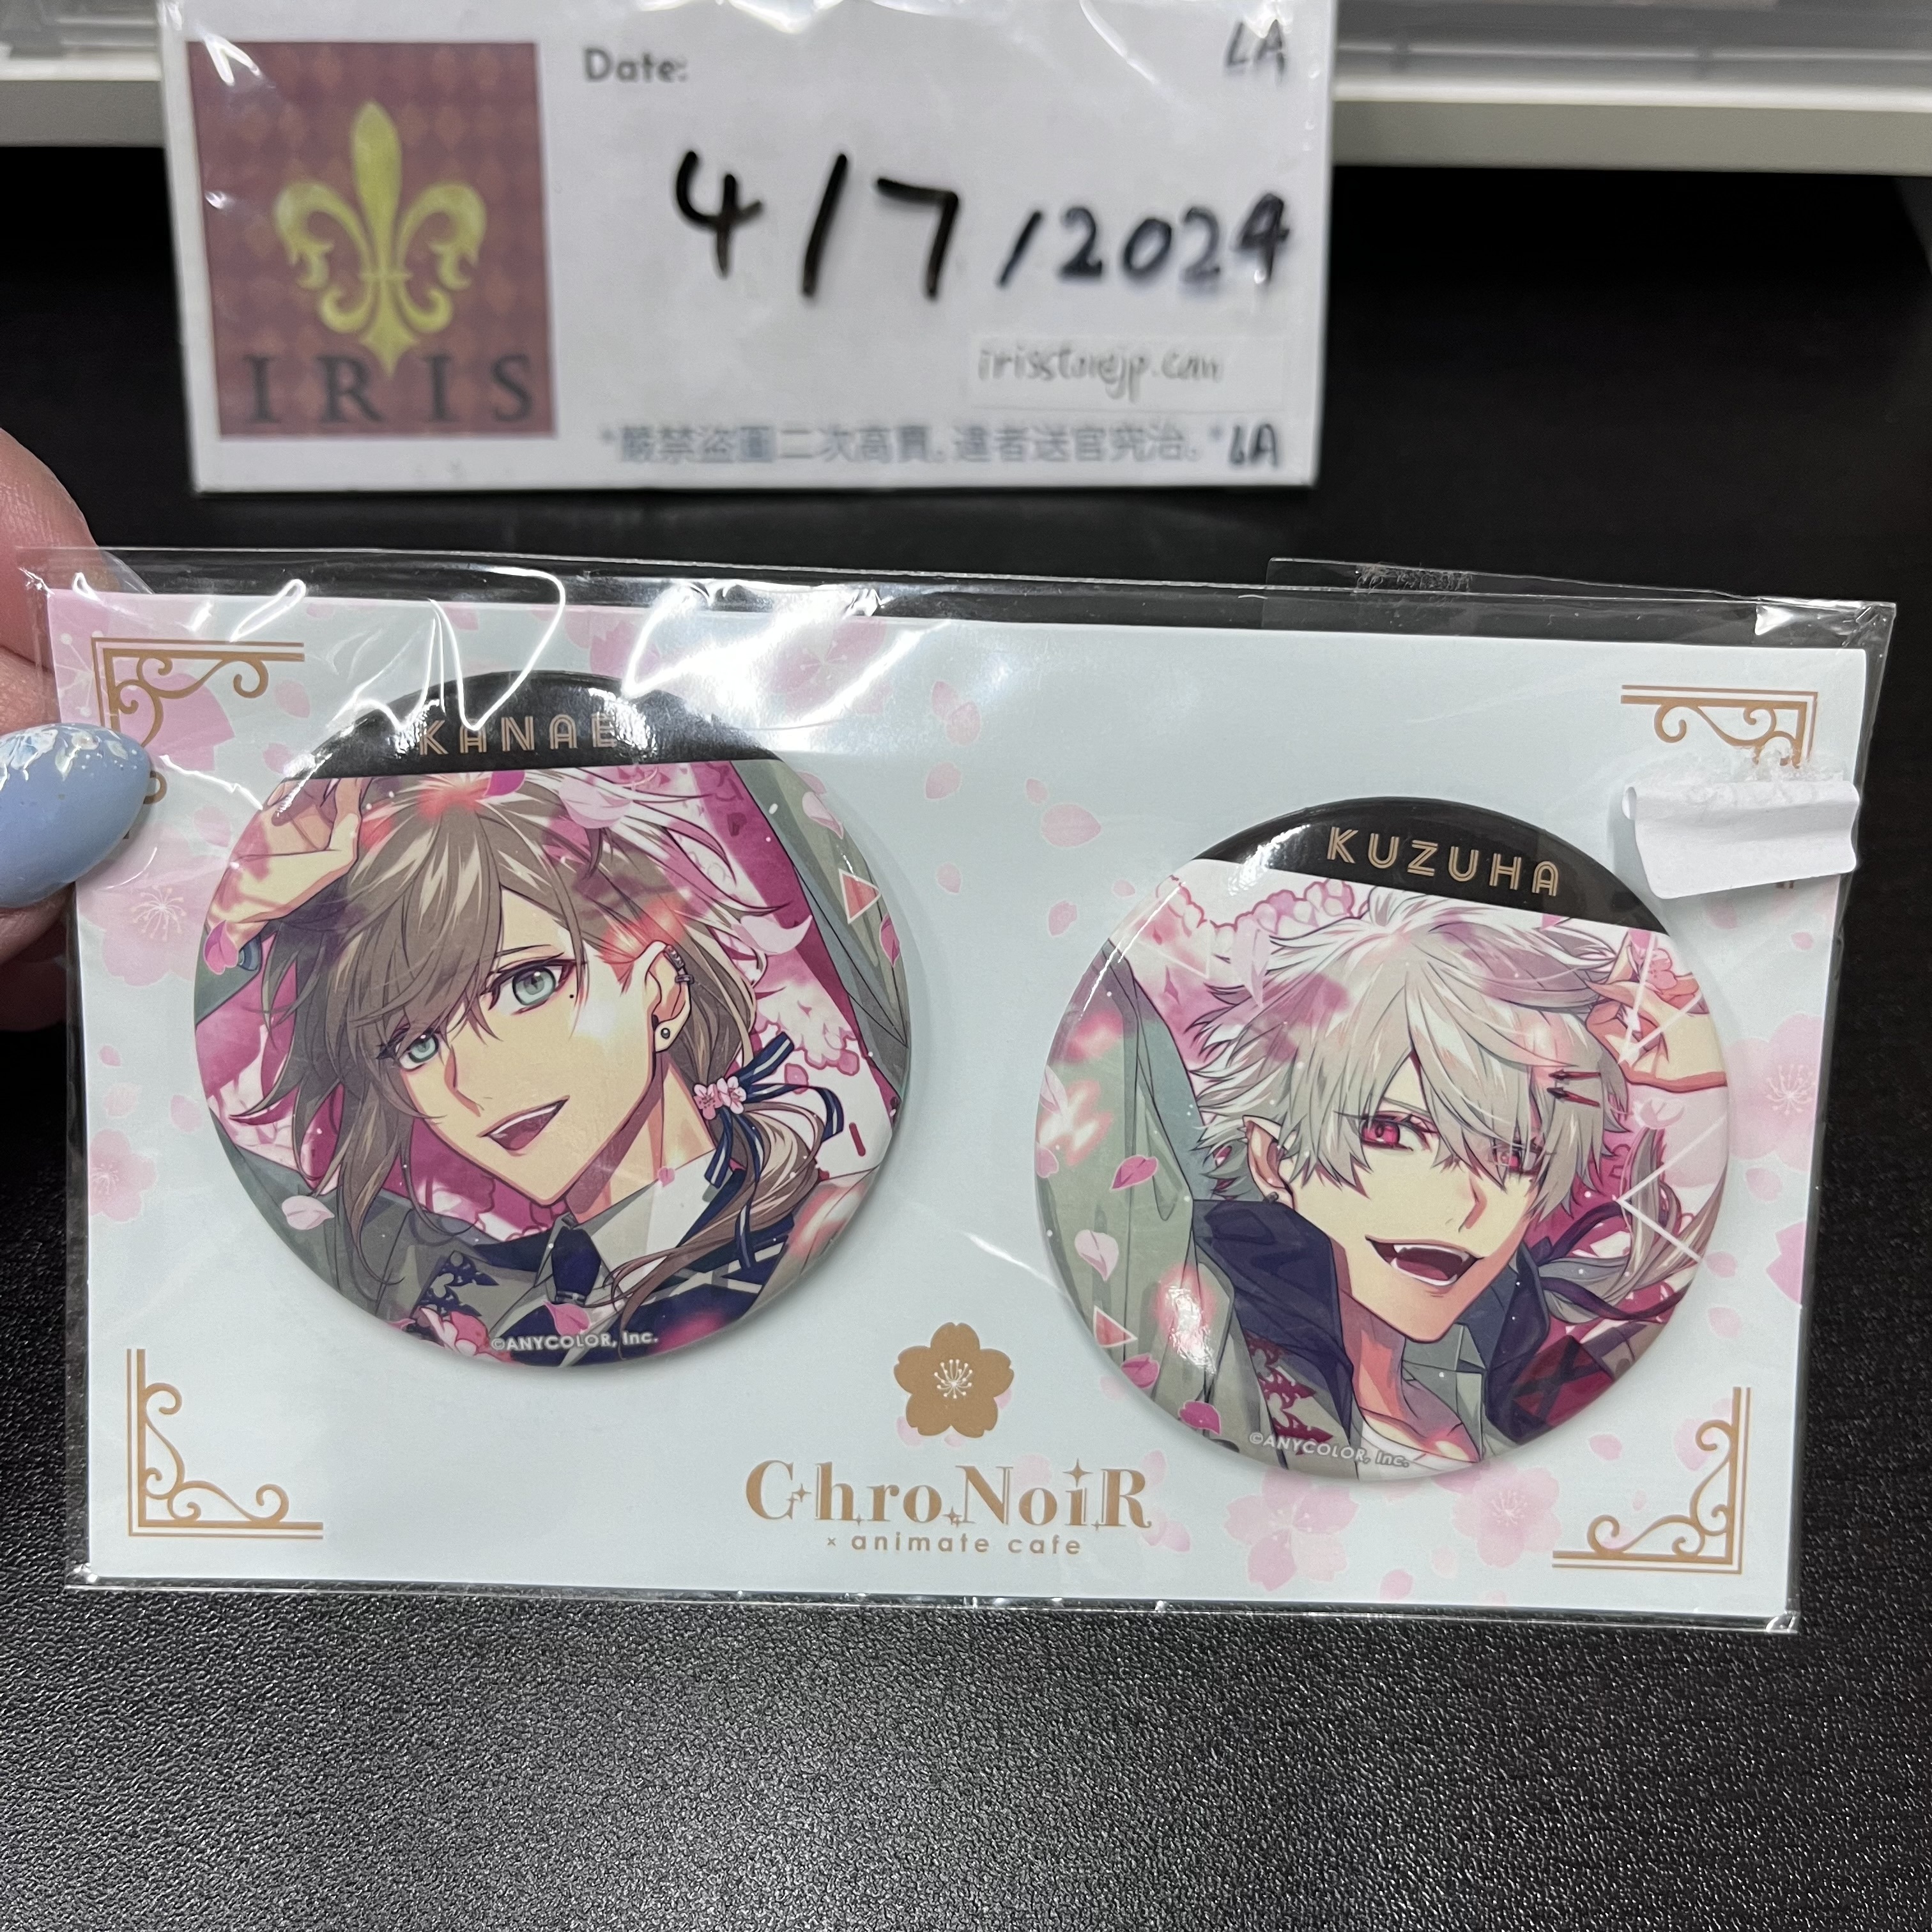 Date:
LA
4/7/2024
IRIS
irisstorejp.com
*嚴禁盜圖二次高賣。違者送官究治。*
LA
KANAE
KUZUHA
©ANYCOLOR, Inc.
©ANYCOLOR, Inc.
ChroNoiR
× animate cafe